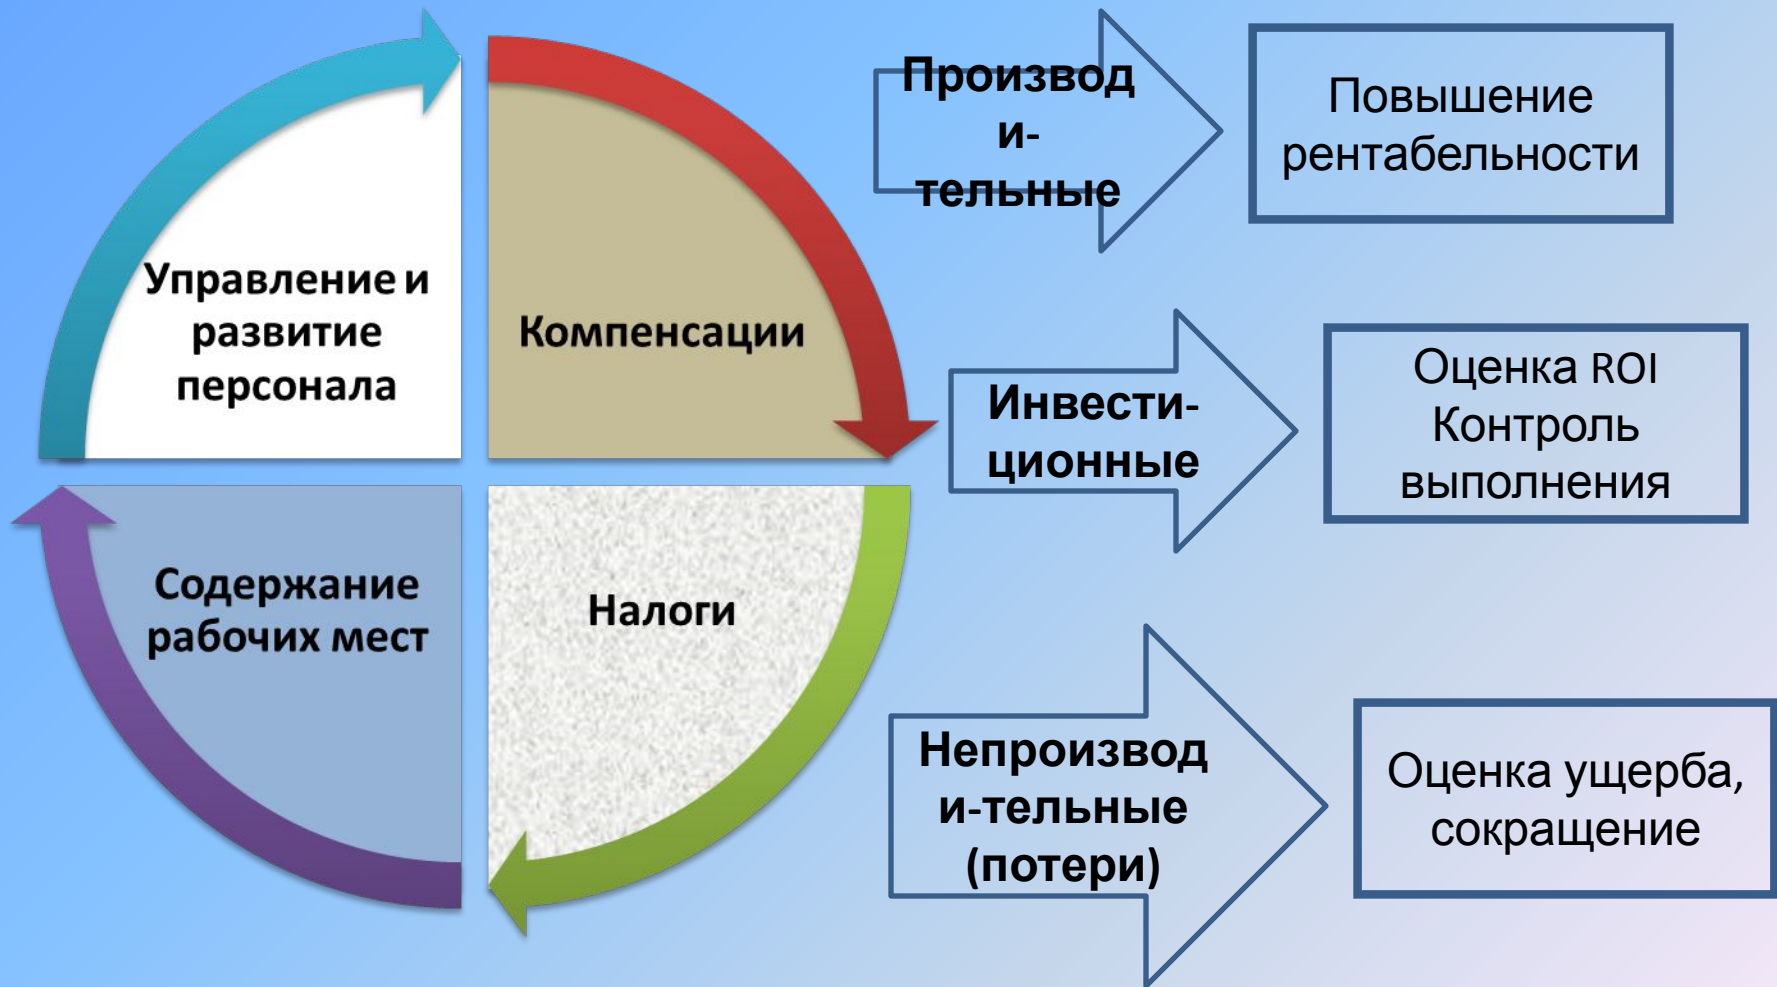 Управление и
развитие
персонала
Компенсации
Содержание
рабочих мест
Налоги
Производ
и-
тельные
Повышение
рентабельности
Инвести-
ционные
Оценка ROI
Контроль
выполнения
Непроизвод
и-тельные
(потери)
Оценка ущерба,
сокращение